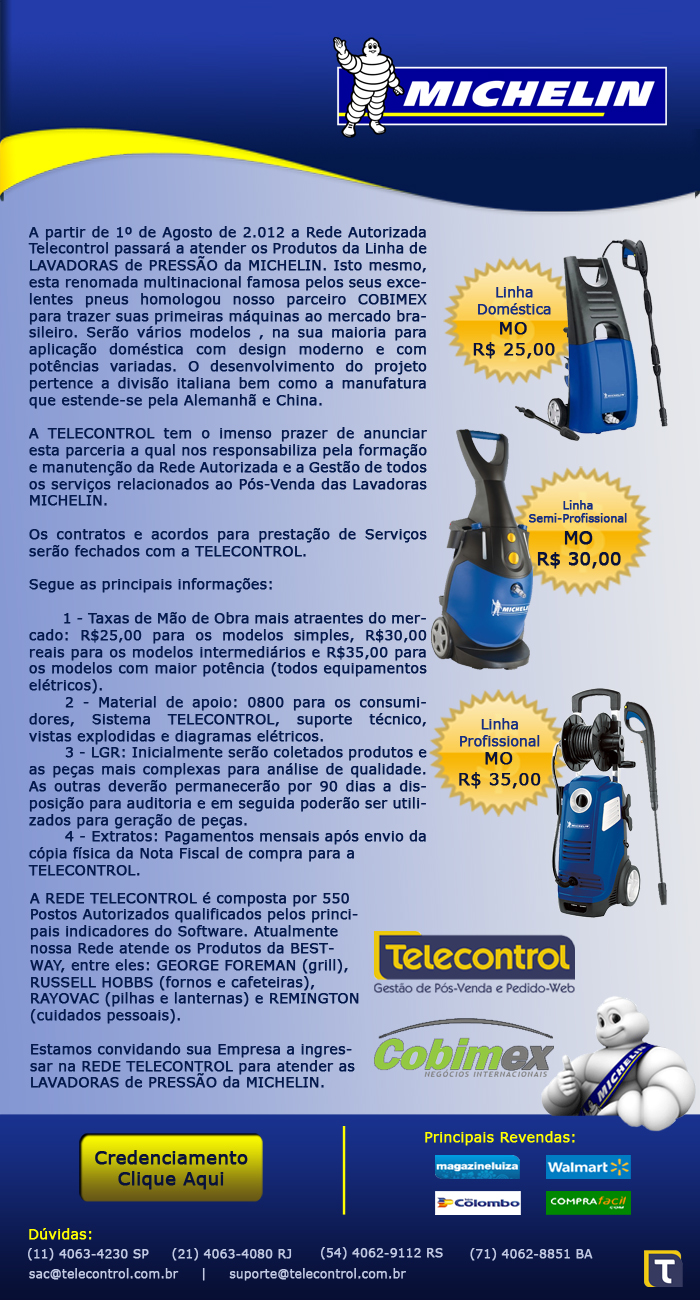 MICHELIN
A partir de 1º de Agosto de 2.012 a Rede Autorizada
Telecontrol passará a atender os Produtos da Linha de
LAVADORAS de PRESSÃO da MICHELIN. Isto mesmo,
esta renomada multinacional famosa pelos seus exce-
lentes pneus homologou nosso parceiro COBIMEX
para trazer suas primeiras máquinas ao mercado bra-
sileiro. Serão vários modelos , na sua maioria para
aplicação doméstica com design moderno e com
potências variadas. O desenvolvimento do projeto
pertence a divisão italiana bem como a manufatura
que estende-se pela Alemanhã e China.
A TELECONTROL tem o imenso prazer de anunciar
esta parceria a qual nos responsabiliza pela formação
e manutenção da Rede Autorizada e a Gestão de todos
os serviços relacionados ao Pós-Venda das Lavadoras
MICHELIN.
Os contratos e acordos para prestação de Serviços
serão fechados com a TELECONTROL.
Segue as principais informações:
1 - Taxas de Mão de Obra mais atraentes do mer-
cado: R$25,00 para os modelos simples, R$30,00
reais para os modelos intermediários e R$35,00 para
os modelos com maior potência (todos equipamentos
elétricos).
2 - Material de apoio: 0800 para os consumi-
dores, Sistema TELECONTROL, suporte técnico,
vistas explodidas e diagramas elétricos.
3 - LGR: Inicialmente serão coletados produtos e
as peças mais complexas para análise de qualidade.
As outras deverão permanecerão por 90 dias a dis-
posição para auditoria e em seguida poderão ser utili-
zados para geração de peças.
4 - Extratos: Pagamentos mensais após envio da
cópia física da Nota Fiscal de compra para a
TELECONTROL.
A REDE TELECONTROL é composta por 550
Postos Autorizados qualificados pelos princi-
pais indicadores do Software. Atualmente
nossa Rede atende os Produtos da BEST-
WAY, entre eles: GEORGE FOREMAN (grill),
RUSSELL HOBBS (fornos e cafeteiras),
RAYOVAC (pilhas e lanternas) e REMINGTON
(cuidados pessoais).
Estamos convidando sua Empresa a ingres-
sar na REDE TELECONTROL para atender as
LAVADORAS de PRESSÃO da MICHELIN.
Linha
Doméstica
MO
R$ 25,00
MICHELIN
Linha
Semi-Profissional
MO
R$ 30,00
MICHELIN
Linha
Profissional
MO
R$ 35,00
MICHELIN
Telecontrol
Gestão de Pós-Venda e Pedido-Web
Cobimex
NEGÓCIOS INTERNACIONAIS
MICHELIN
Credenciamento
Clique Aqui
Principais Revendas:
magazineluiza
Walmart
Colombo
COMPRAfacil
Dúvidas:
(11) 4063-4230 SP (21) 4063-4080 RJ (54) 4062-9112 RS (71) 4062-8851 BA
sac@telecontrol.com.br | suporte@telecontrol.com.br
T